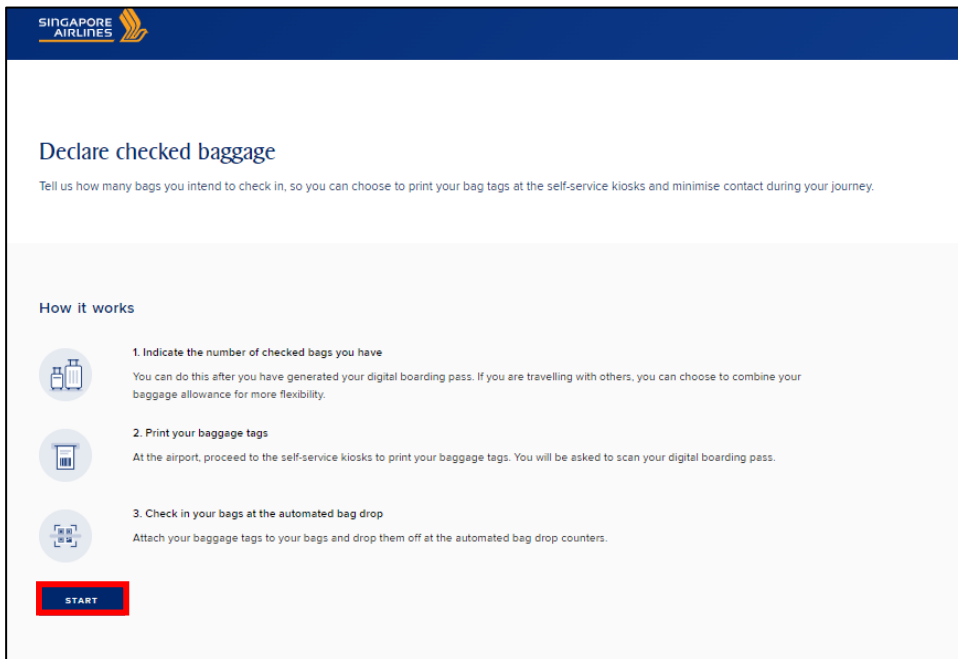 SINGAPORE
AIRLINES
Declare checked baggage
Tell us how many bags you intend to check in, so you can choose to print your bag tags at the self-service kiosks and minimise contact during your journey.
How it works
1. Indicate the number of checked bags you have
You can do this after you have generated your digital boarding pass. If you are travelling with others, you can choose to combine your
baggage allowance for more flexibility.
2. Print your baggage tags
At the airport, proceed to the self-service kiosks to print your baggage tags. You will be asked to scan your digital boarding pass.
3. Check in your bags at the automated bag drop
Attach your baggage tags to your bags and drop them off at the automated bag drop counters.
START